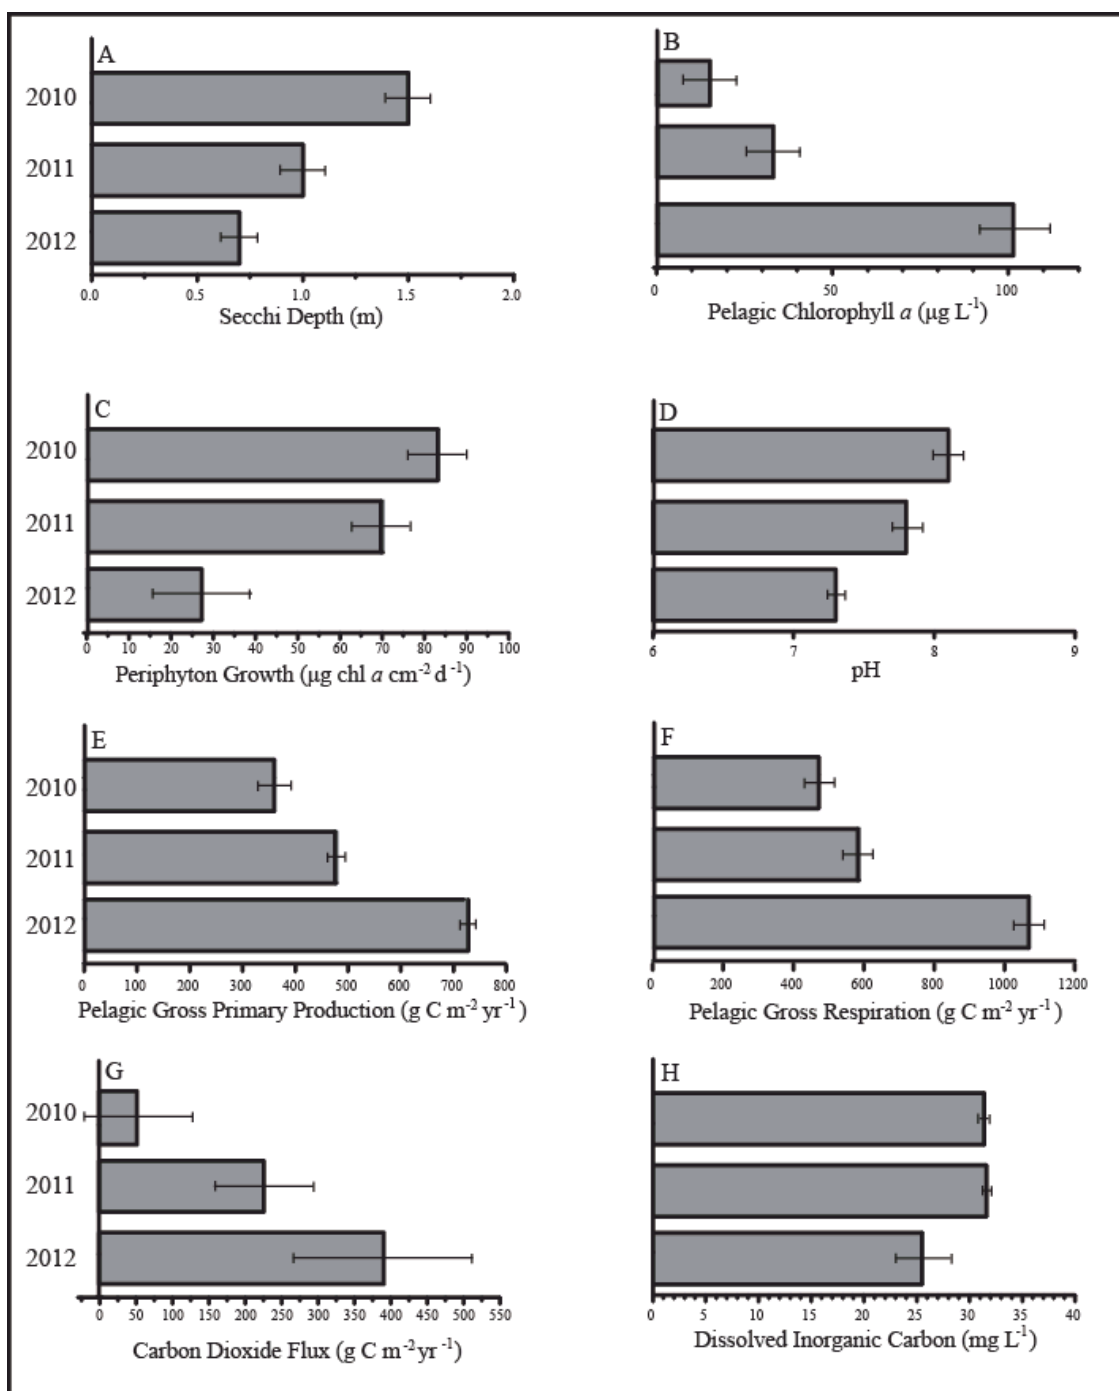 A
B
2010
2011
2012
0.0 0.5 1.0 1.5 2.0
Secchi Depth (m)
0 50 100
Pelagic Chlorophyll a (µg L-1)
C
D
2010
2011
2012
0 10 20 30 40 50 60 70 80 90 100
Periphyton Growth (µg chl a cm-2 d-1)
6 7 8 9
pH
E
F
2010
2011
2012
0 100 200 300 400 500 600 700 800
Pelagic Gross Primary Production (g C m-2 yr-1)
0 200 400 600 800 1000 1200
Pelagic Gross Respiration (g C m-2 yr-1)
G
H
2010
2011
2012
0 50 100 150 200 250 300 350 400 450 500 550
Carbon Dioxide Flux (g C m-2 yr-1)
0 5 10 15 20 25 30 35 40
Dissolved Inorganic Carbon (mg L-1)